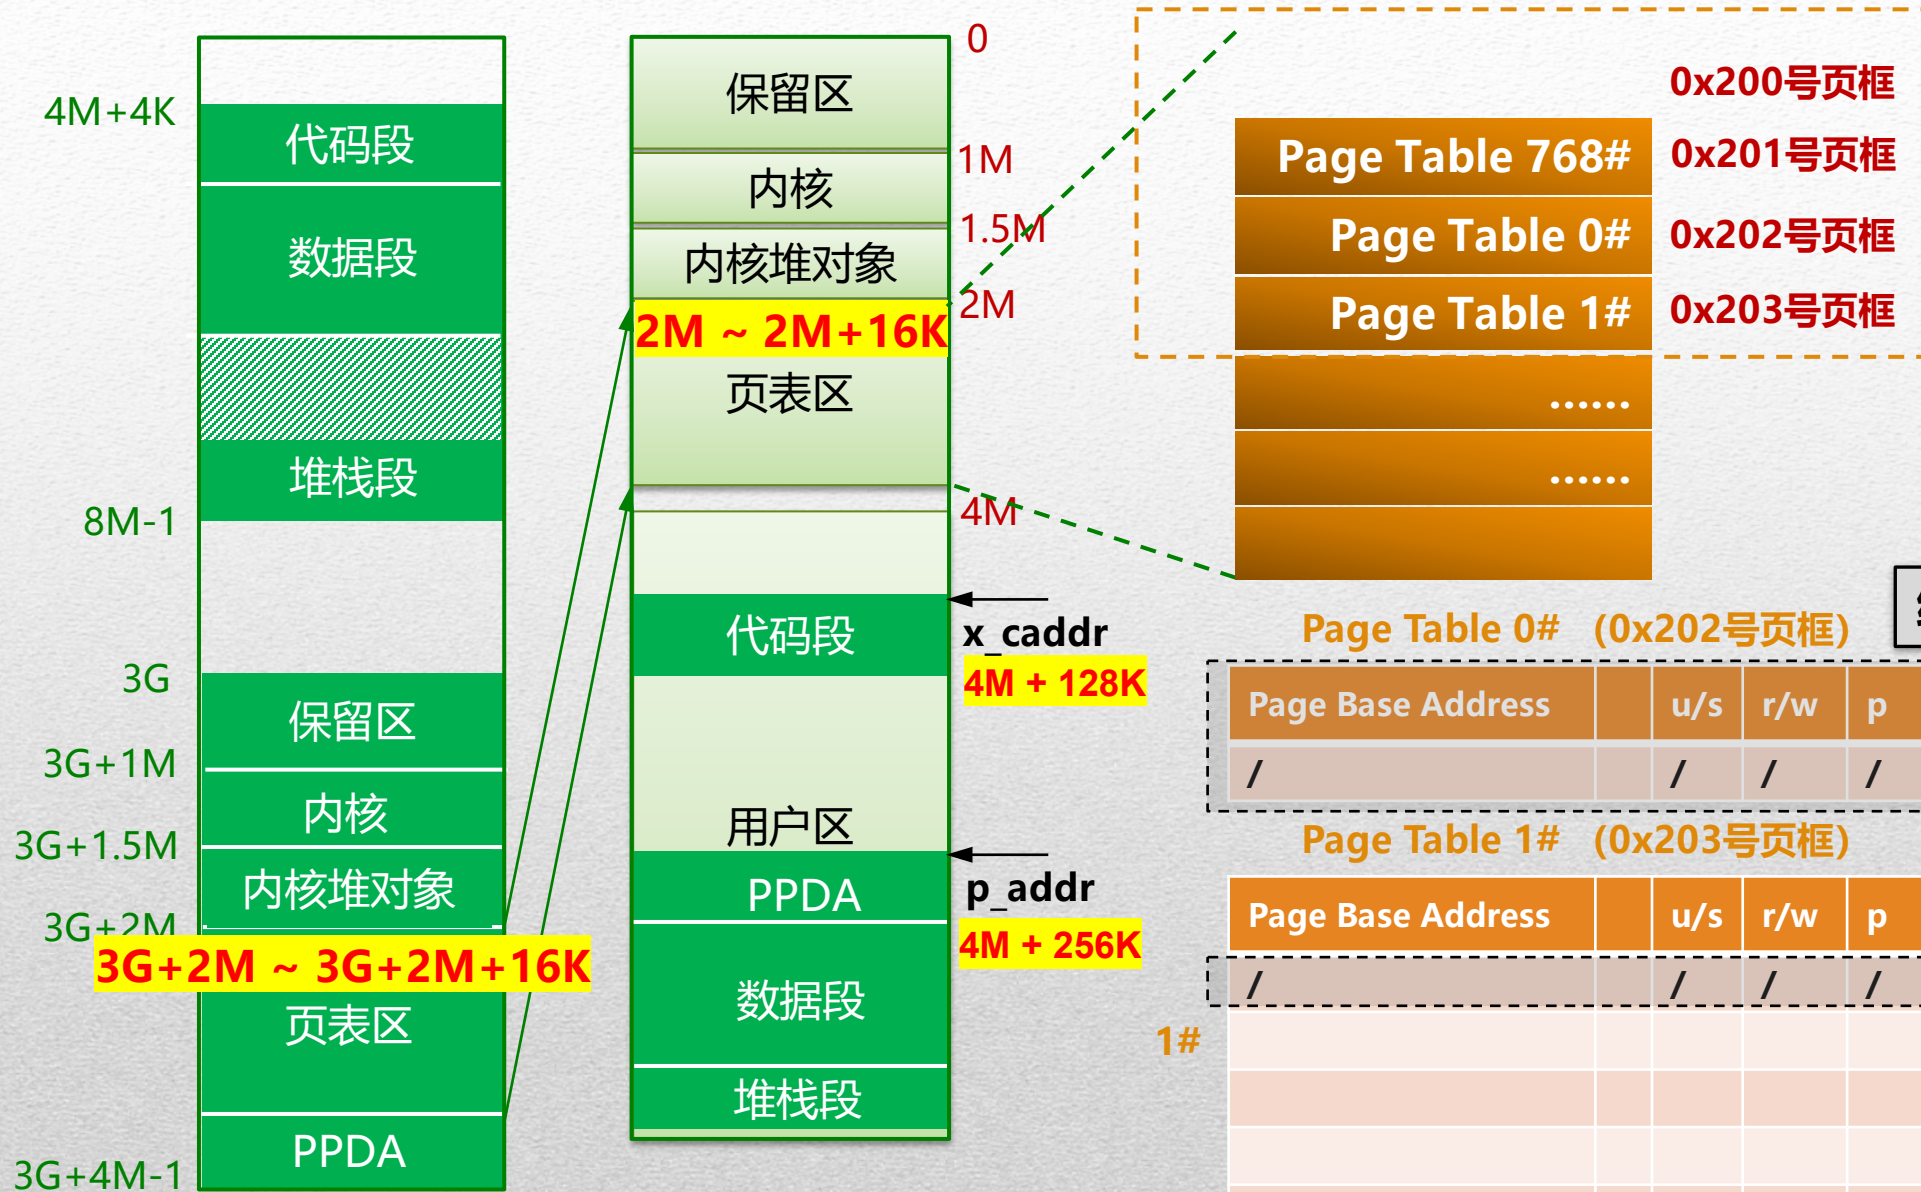 4M+4K
代码段
数据段
堆栈段
8M-1
3G
保留区
3G+1M
内核
3G+1.5M
内核堆对象
3G+2M
3G+2M ~ 3G+2M+16K
页表区
PPDA
3G+4M-1
0
保留区
1M
内核
1.5M
内核堆对象
2M
2M ~ 2M+16K
页表区
4M
代码段
x_caddr
4M + 128K
用户区
PPDA
p_addr
4M + 256K
数据段
堆栈段
0x200号页框
Page Table 768# 0x201号页框
Page Table 0# 0x202号页框
Page Table 1# 0x203号页框
......
......
Page Table 0# (0x202号页框)
Page Base Address u/s r/w p
/ / / /
Page Table 1# (0x203号页框)
Page Base Address u/s r/w p
/ / / /
1#